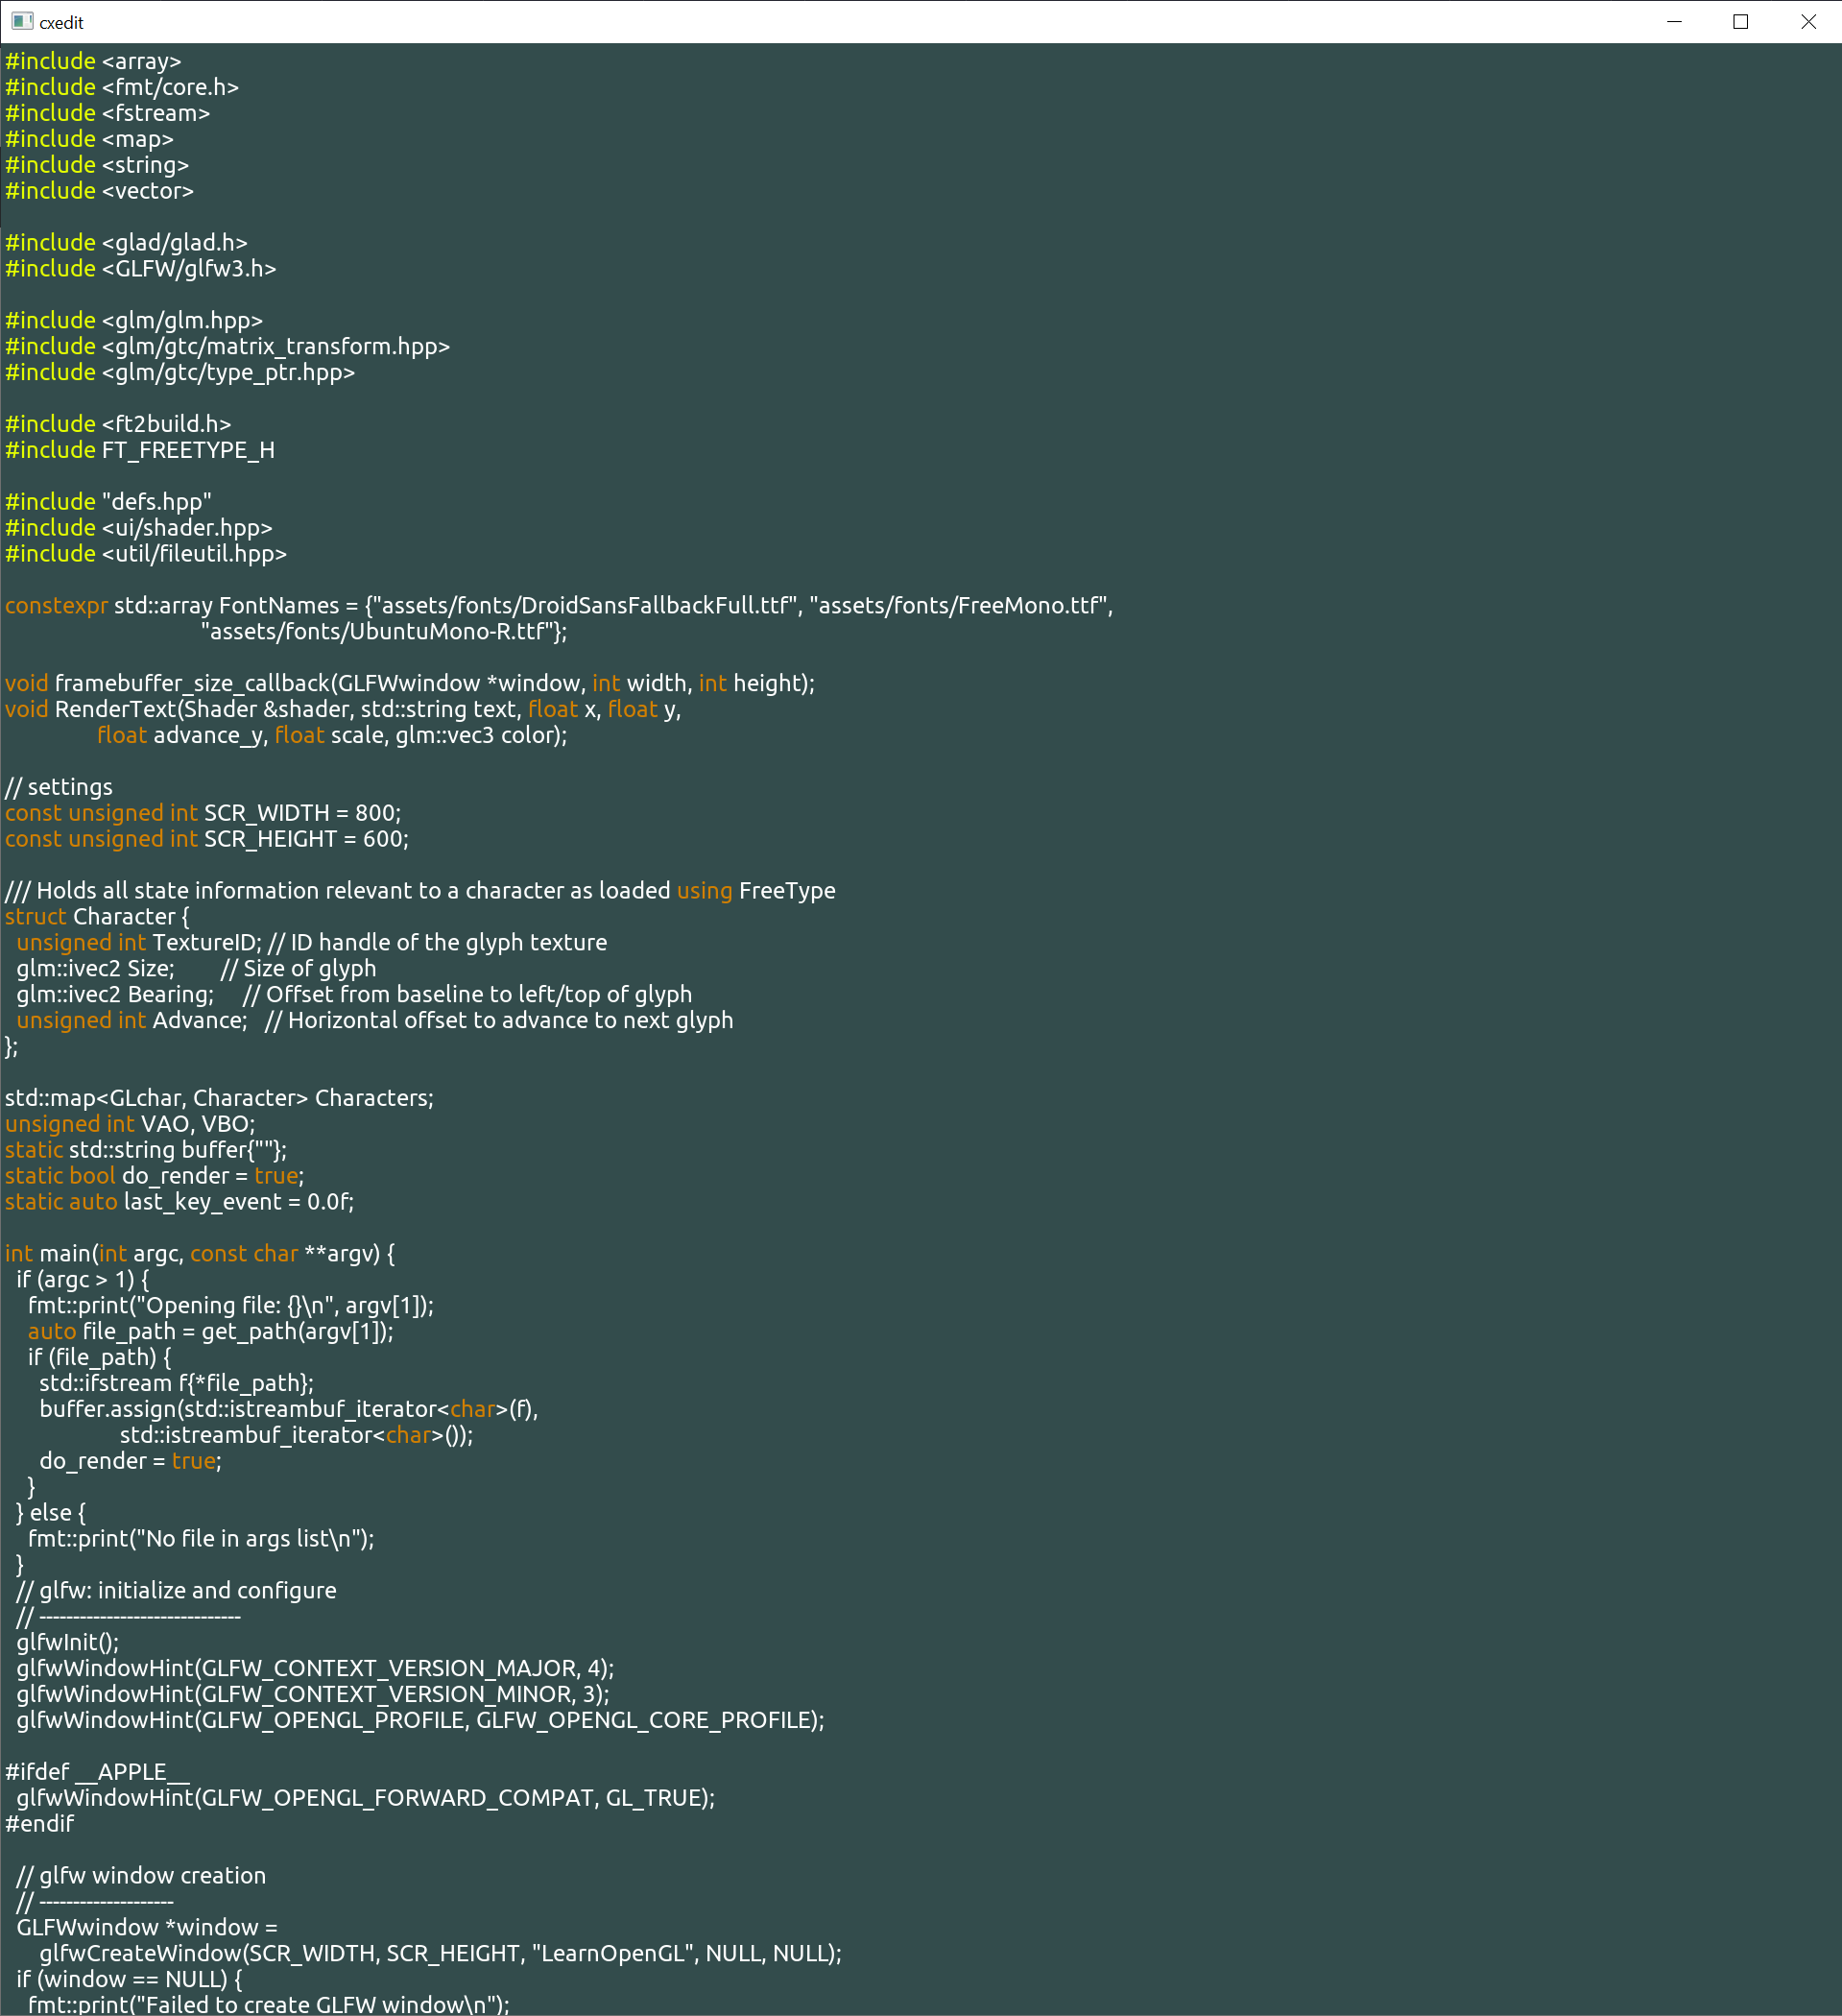 cxedit
#include <array>
#include <fmt/core.h>
#include <fstream>
#include <map>
#include <string>
#include <vector>

#include <glad/glad.h>
#include <GLFW/glfw3.h>

#include <glm/glm.hpp>
#include <glm/gtc/matrix_transform.hpp>
#include <glm/gtc/type_ptr.hpp>

#include <ft2build.h>
#include FT_FREETYPE_H

#include "defs.hpp"
#include <ui/shader.hpp>
#include <util/fileutil.hpp>

constexpr std::array FontNames = {"assets/fonts/DroidSansFallbackFull.ttf", "assets/fonts/FreeMono.ttf",
                                  "assets/fonts/UbuntuMono-R.ttf"};

void framebuffer_size_callback(GLFWwindow *window, int width, int height);
void RenderText(Shader &shader, std::string text, float x, float y,
                float advance_y, float scale, glm::vec3 color);

// settings
const unsigned int SCR_WIDTH = 800;
const unsigned int SCR_HEIGHT = 600;

/// Holds all state information relevant to a character as loaded using FreeType
struct Character {
  unsigned int TextureID; // ID handle of the glyph texture
  glm::ivec2 Size;        // Size of glyph
  glm::ivec2 Bearing;     // Offset from baseline to left/top of glyph
  unsigned int Advance;   // Horizontal offset to advance to next glyph
};

std::map<GLchar, Character> Characters;
unsigned int VAO, VBO;
static std::string buffer{""};
static bool do_render = true;
static auto last_key_event = 0.0f;

int main(int argc, const char **argv) {
  if (argc > 1) {
    fmt::print("Opening file: {}\n", argv[1]);
    auto file_path = get_path(argv[1]);
    if (file_path) {
      std::ifstream f{*file_path};
      buffer.assign(std::istreambuf_iterator<char>(f),
                    std::istreambuf_iterator<char>());
      do_render = true;
    }
  } else {
    fmt::print("No file in args list\n");
  }
  // glfw: initialize and configure
  // ------------------------------
  glfwInit();
  glfwWindowHint(GLFW_CONTEXT_VERSION_MAJOR, 4);
  glfwWindowHint(GLFW_CONTEXT_VERSION_MINOR, 3);
  glfwWindowHint(GLFW_OPENGL_PROFILE, GLFW_OPENGL_CORE_PROFILE);

#ifdef __APPLE__
  glfwWindowHint(GLFW_OPENGL_FORWARD_COMPAT, GL_TRUE);
#endif

  // glfw window creation
  // --------------------
  GLFWwindow *window =
      glfwCreateWindow(SCR_WIDTH, SCR_HEIGHT, "LearnOpenGL", NULL, NULL);
  if (window == NULL) {
    fmt::print("Failed to create GLFW window\n");